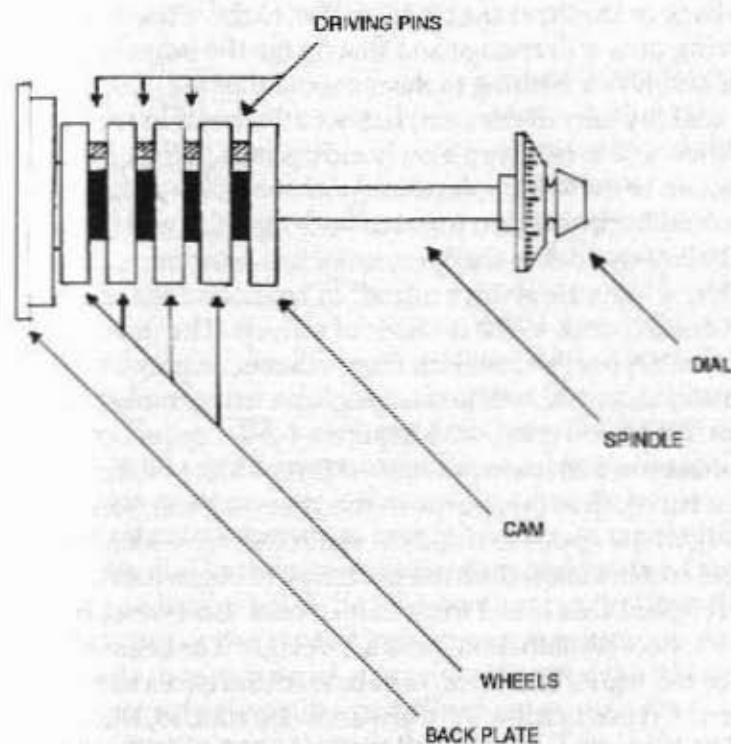 DRIVING PINS
DIAL
SPINDLE
CAM
WHEELS
BACK PLATE